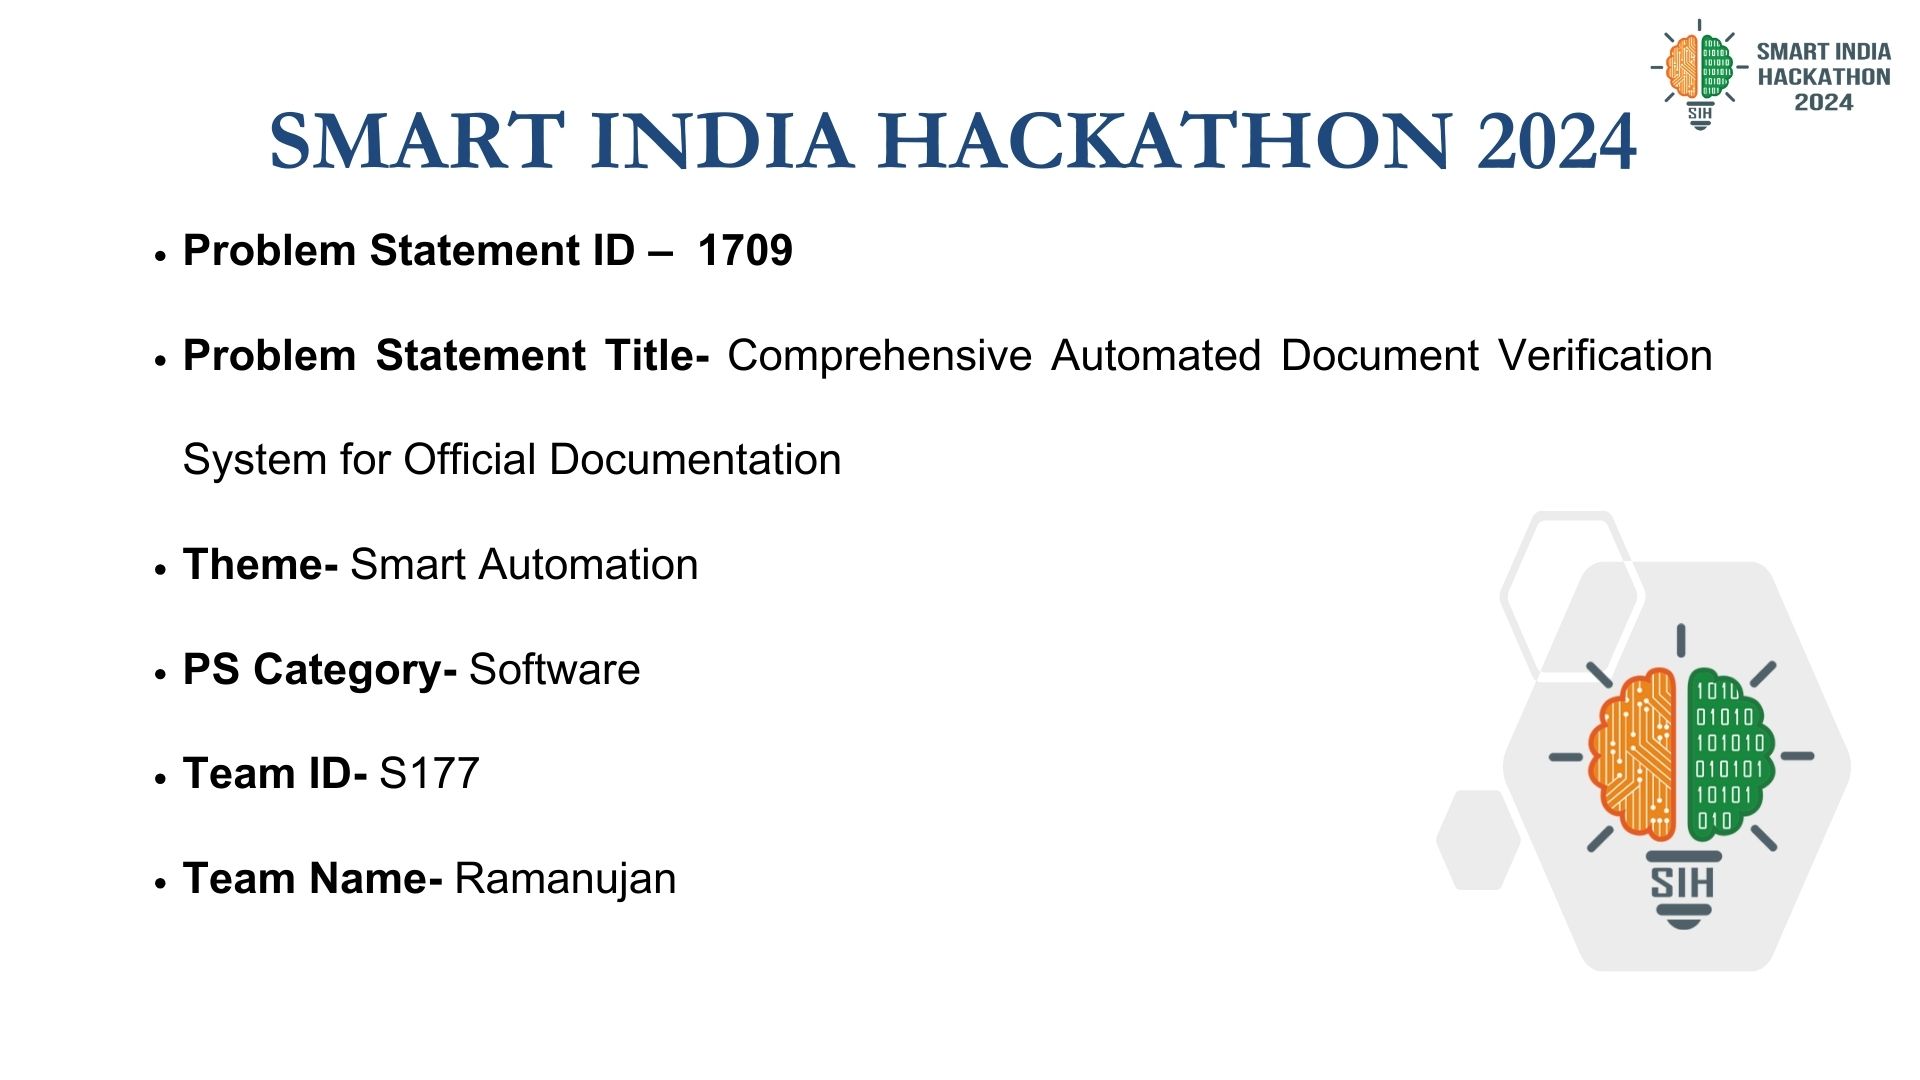 SMART INDIA
HACKATHON
2024
SIH
SMART INDIA HACKATHON 2024
• Problem Statement ID – 1709
• Problem Statement Title- Comprehensive Automated Document Verification
System for Official Documentation
• Theme- Smart Automation
• PS Category- Software
• Team ID- S177
• Team Name- Ramanujan
1010
01010
101010
010101
10101
010
SIH